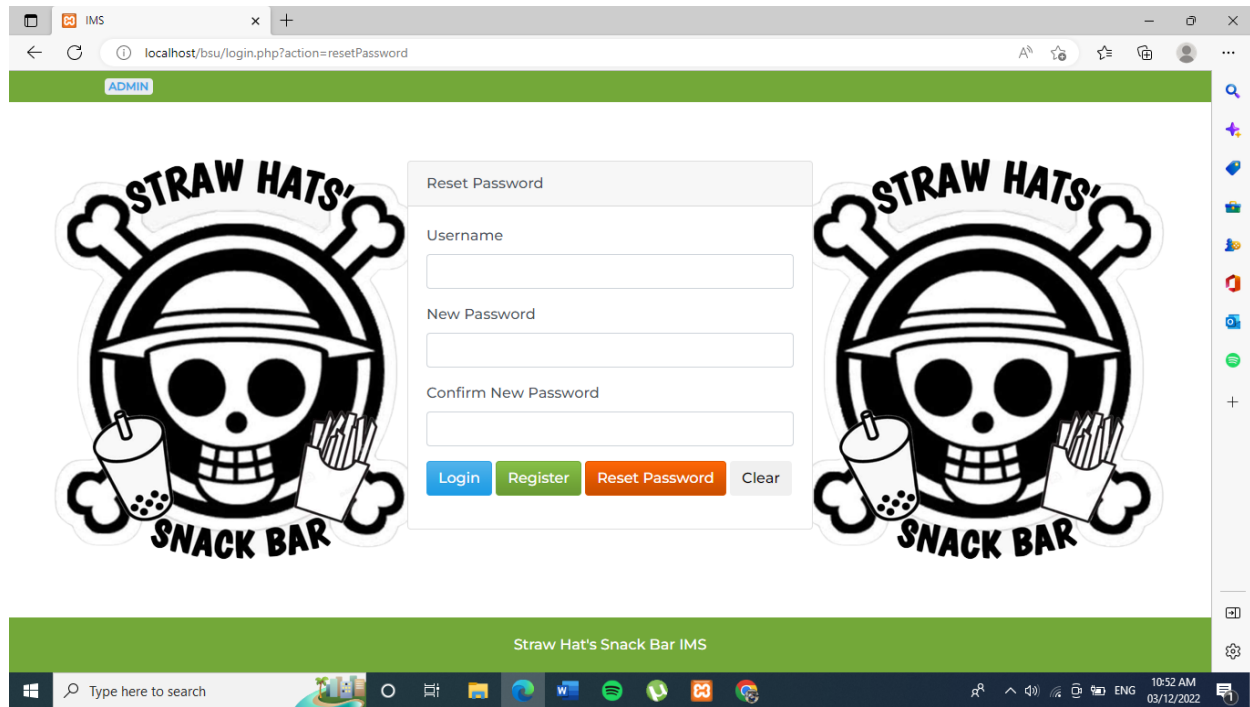 IMS
localhost/bsu/login.php?action=resetPassword
ADMIN
STRAW HATS'
SNACK BAR
Reset Password
Username
New Password
Confirm New Password
Login Register Reset Password Clear
STRAW HATS'
SNACK BAR
Straw Hat's Snack Bar IMS
Type here to search
ENG
10:52 AM
03/12/2022